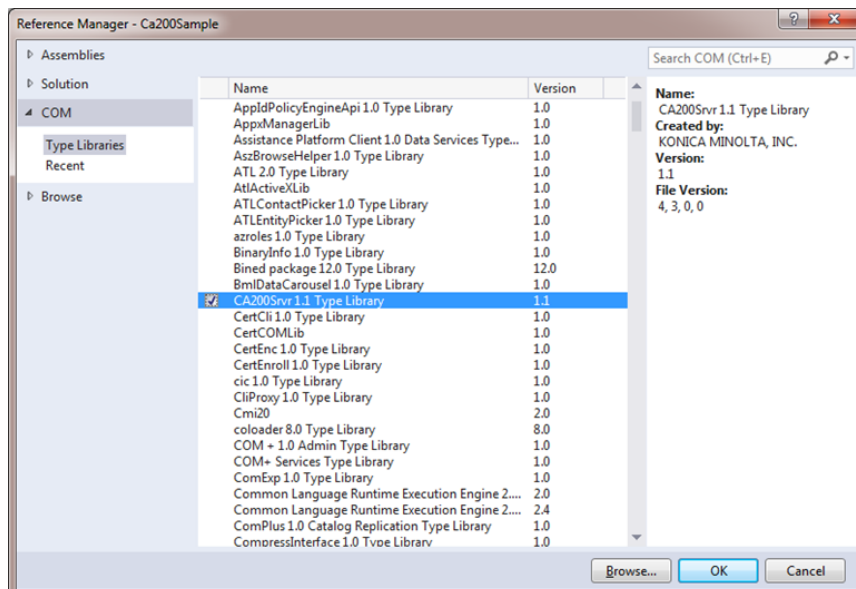 Reference Manager - Ca200Sample
Assemblies
Solution
COM
Type Libraries
Recent
Browse
Search COM (Ctrl+E)
Name Version
AppIdPolicyEngineApi 1.0 Type Library 1.0
AppxManagerLib 1.0
Assistance Platform Client 1.0 Data Services Type... 1.0
AszBrowseHelper 1.0 Type Library 1.0
ATL 2.0 Type Library 1.0
AtlActiveXLib 1.0
ATLContactPicker 1.0 Type Library 1.0
ATLEntityPicker 1.0 Type Library 1.0
azroles 1.0 Type Library 1.0
BinaryInfo 1.0 Type Library 1.0
Bined package 12.0 Type Library 12.0
BmlDataCarousel 1.0 Type Library 1.0
CA200Srvr 1.1 Type Library 1.1
CertCli 1.0 Type Library 1.0
CertCOMLib 1.0
CertEnc 1.0 Type Library 1.0
CertEnroll 1.0 Type Library 1.0
cic 1.0 Type Library 1.0
CliProxy 1.0 Type Library 1.0
Cmi20 2.0
coloader 8.0 Type Library 8.0
COM + 1.0 Admin Type Library 1.0
COM+ Services Type Library 1.0
ComExp 1.0 Type Library 1.0
Common Language Runtime Execution Engine 2.... 2.0
Common Language Runtime Execution Engine 2.... 2.4
ComPlus 1.0 Catalog Replication Type Library 1.0
CompressInterface 1.0 Type Library 1.0
Name:
CA200Srvr 1.1 Type Library
Created by:
KONICA MINOLTA, INC.
Version:
1.1
File Version:
4, 3, 0, 0
Browse...
OK
Cancel